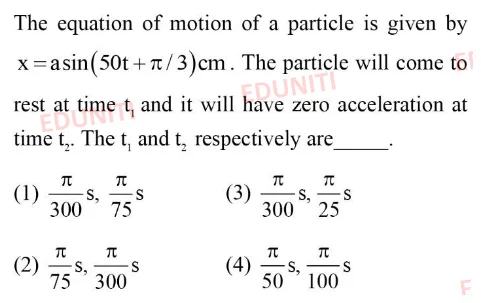 The equation of motion of a particle is given by
x = a sin(50t + π / 3) cm . The particle will come to
rest at time t₁ and it will have zero acceleration at
time t₂. The t₁ and t₂ respectively are_____.
(1) π/300 s, π/75 s (3) π/300 s, π/25 s
(2) π/75 s, π/300 s (4) π/50 s, π/100 s
EDUNITI
EDUNITI